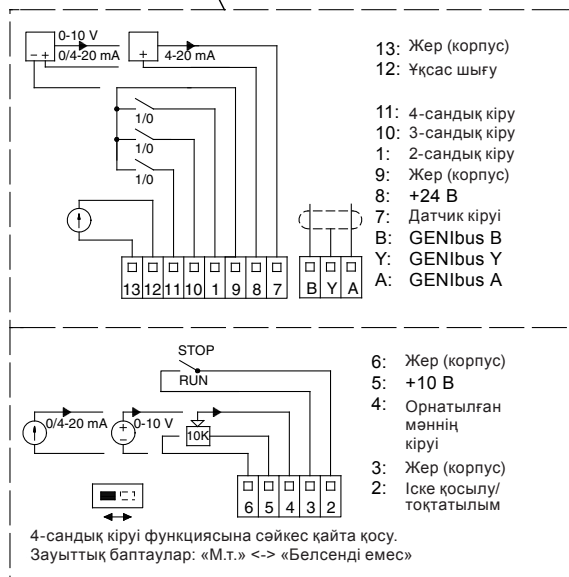 0-10 V
0/4-20 mA
4-20 mA
- +
+
1/0
1/0
1/0
13 12 11 10 1 9 8 7
B Y A
13: Жер (корпус)
12: Ұқсас шығу
11: 4-сандық кіру
10: 3-сандық кіру
1: 2-сандық кіру
9: Жер (корпус)
8: +24 В
7: Датчик кіруі
B: GENIbus B
Y: GENIbus Y
A: GENIbus A
STOP
RUN
0/4-20 mA
+
-
0-10 V
10K
6 5 4 3 2
6: Жер (корпус)
5: +10 В
4: Орнатылған
мәннің
кіруі
3: Жер (корпус)
2: Іске қосылу/
тоқтатылым
4-сандық кіруі функциясына сәйкес қайта қосу.
Зауыттық баптаулар: «М.т.» <-> «Белсенді емес»